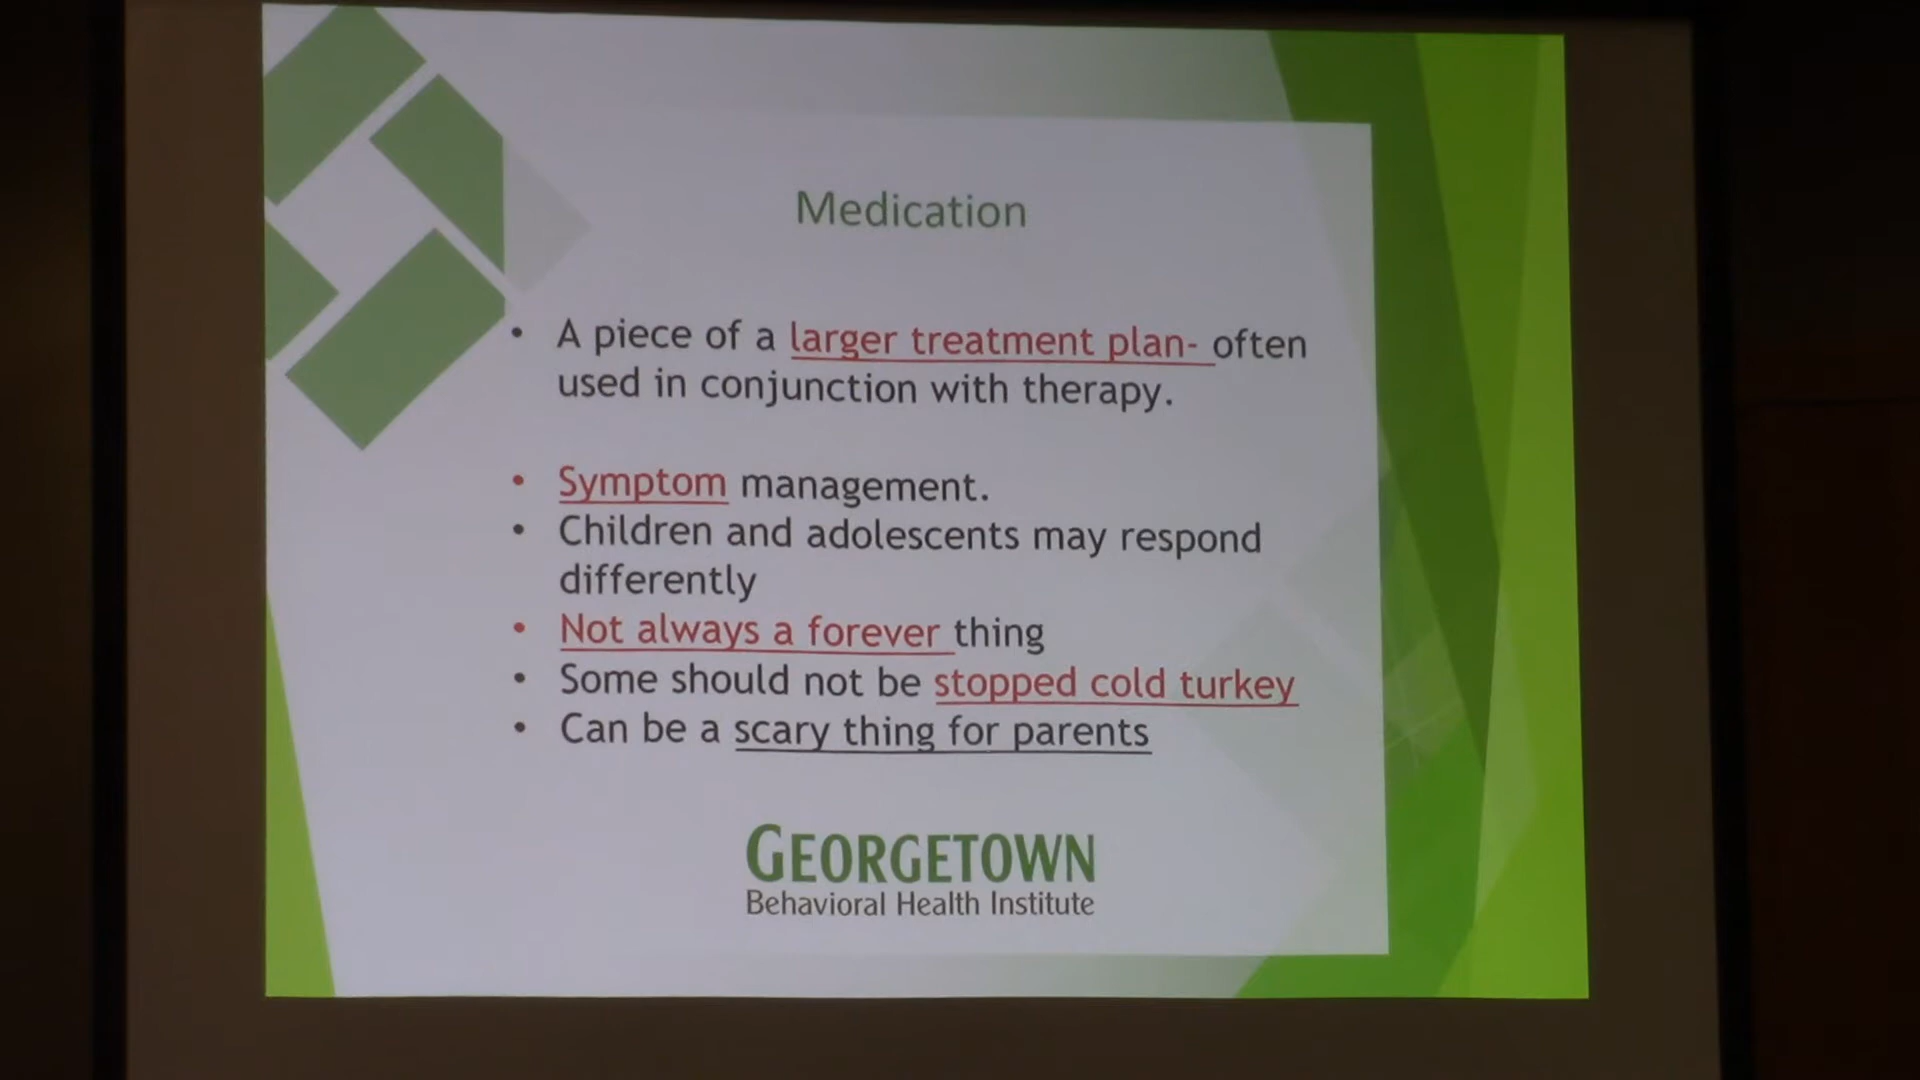 Medication
• A piece of a larger treatment plan- often
used in conjunction with therapy.
• Symptom management.
• Children and adolescents may respond
differently
• Not always a forever thing
• Some should not be stopped cold turkey
• Can be a scary thing for parents
GEORGETOWN
Behavioral Health Institute